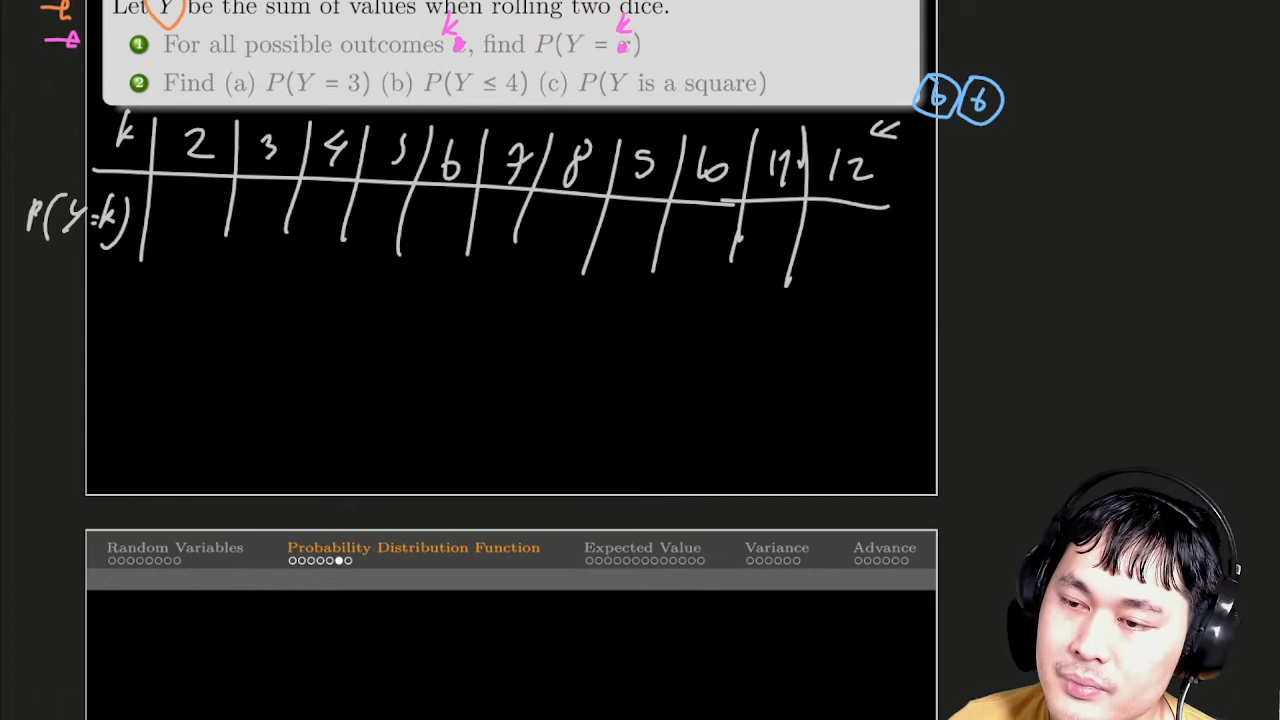 Let Y be the sum of values when rolling two dice.
k k
1 For all possible outcomes , find P(Y = )
2 Find (a) P(Y = 3) (b) P(Y ≤ 4) (c) P(Y is a square)
6 6
k 2 3 4 5 6 7 8 9 10 11 12
P(Y=k)
Random Variables Probability Distribution Function Expected Value Variance Advance